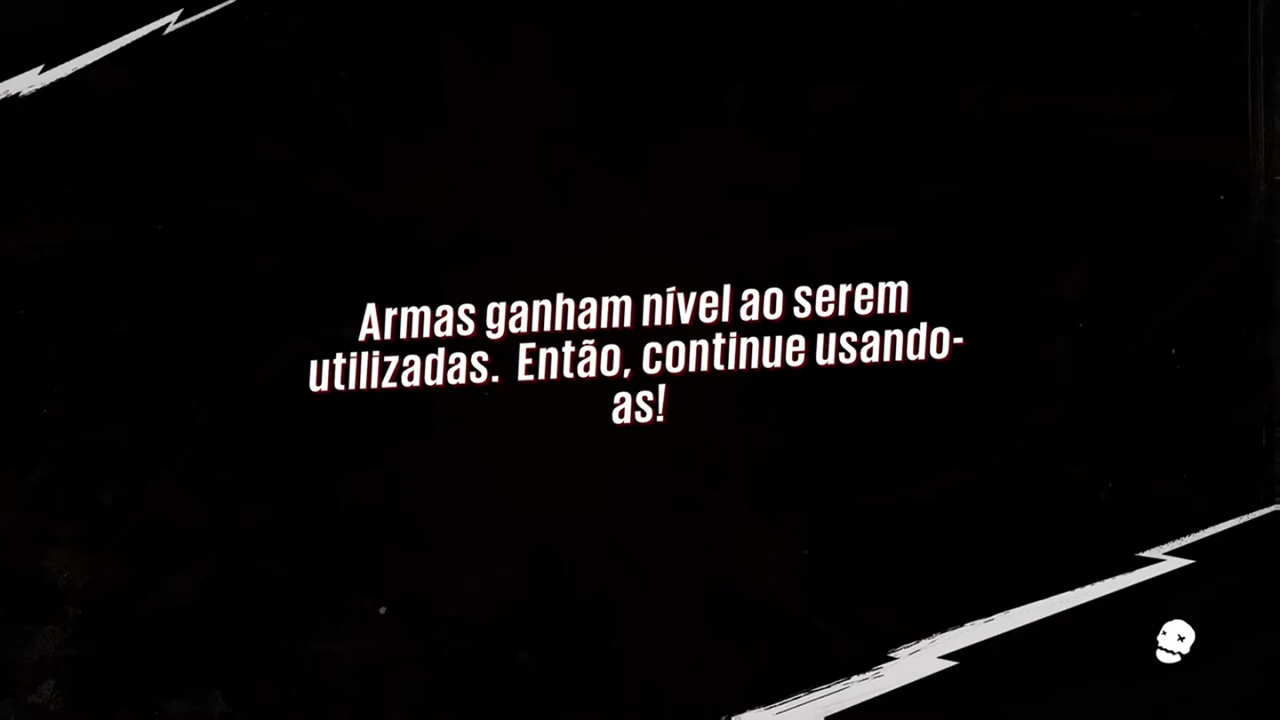 Armas ganham nível ao serem
utilizadas. Então, continue usando-
as!